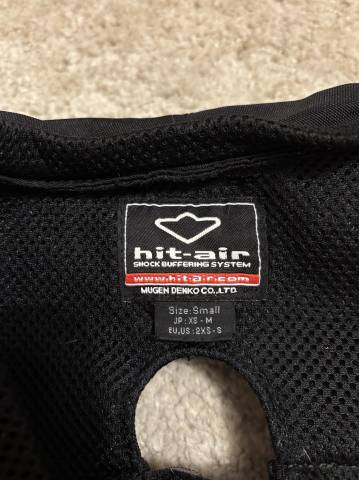 hit-air
SHOCK BUFFERING SYSTEM
www.hit-air.com
MUGEN DENKO CO.,LTD.
Size:Small
JP:XS-M
EU,US:2XS-S